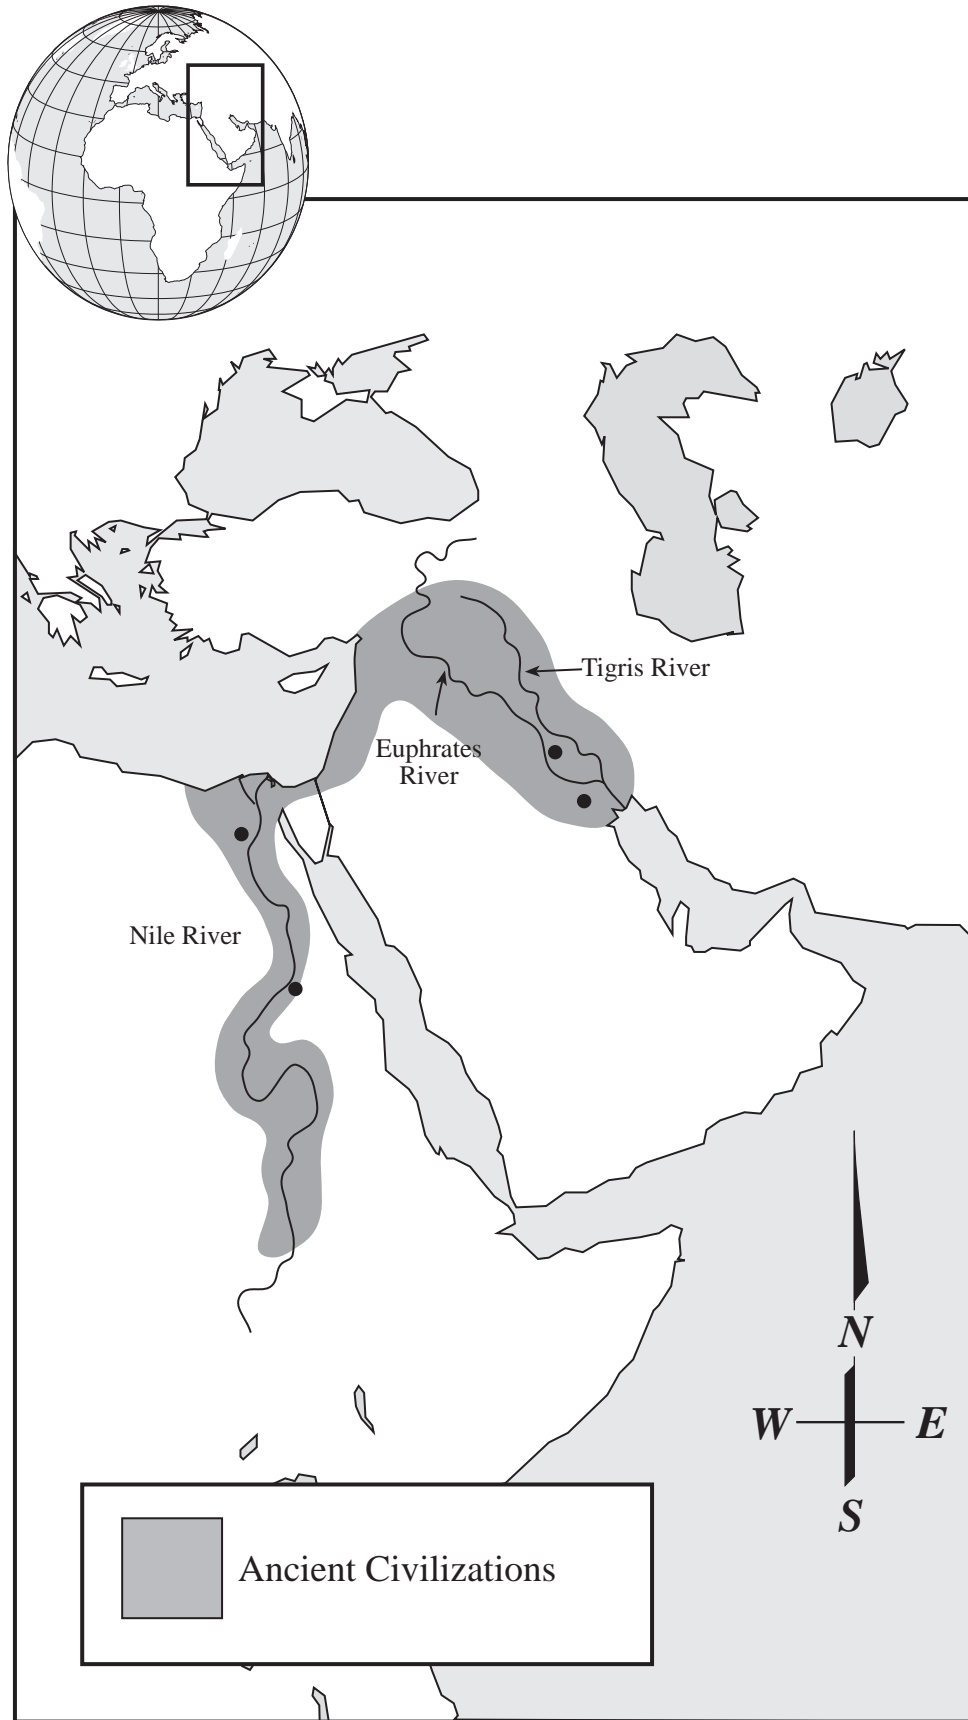 Tigris River
Euphrates
River
Nile River
N
W
E
S
Ancient Civilizations